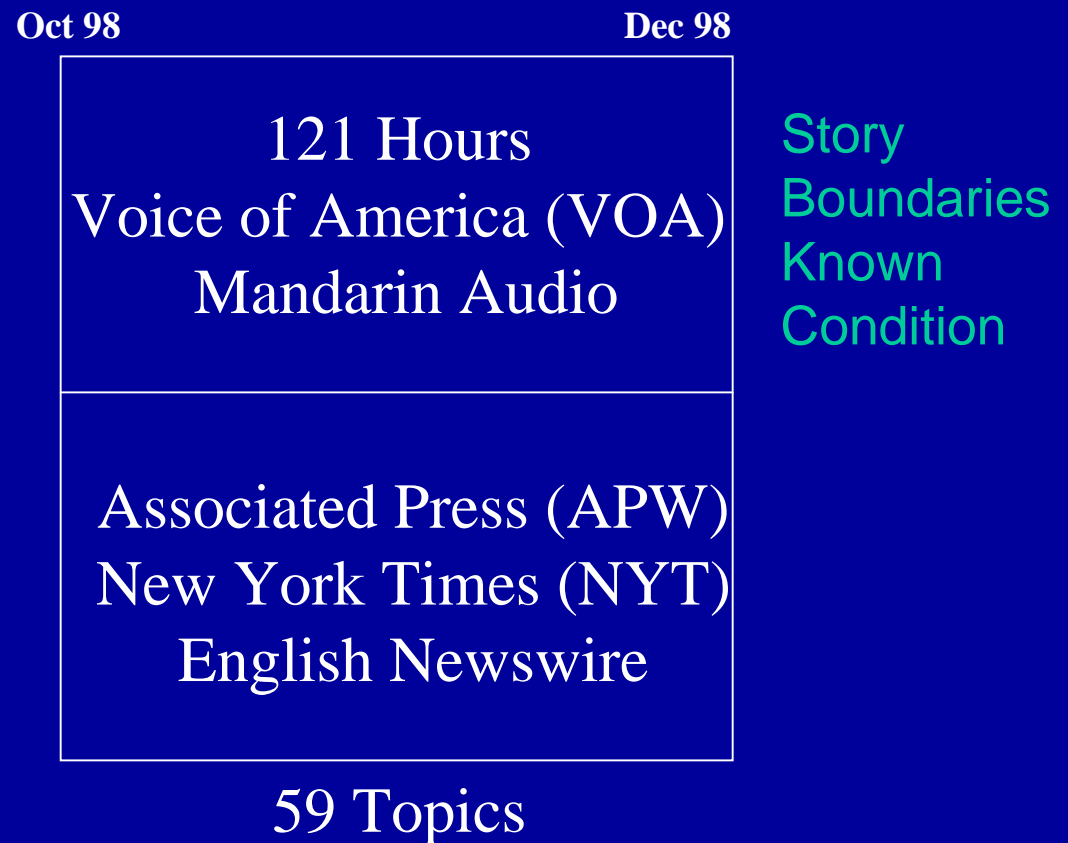 Oct 98
Dec 98
121 Hours
Voice of America (VOA)
Mandarin Audio
Story
Boundaries
Known
Condition
Associated Press (APW)
New York Times (NYT)
English Newswire
59 Topics